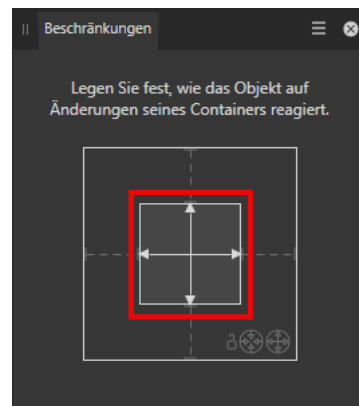 Beschränkungen
Legen Sie fest, wie das Objekt auf
Änderungen seines Containers reagiert.